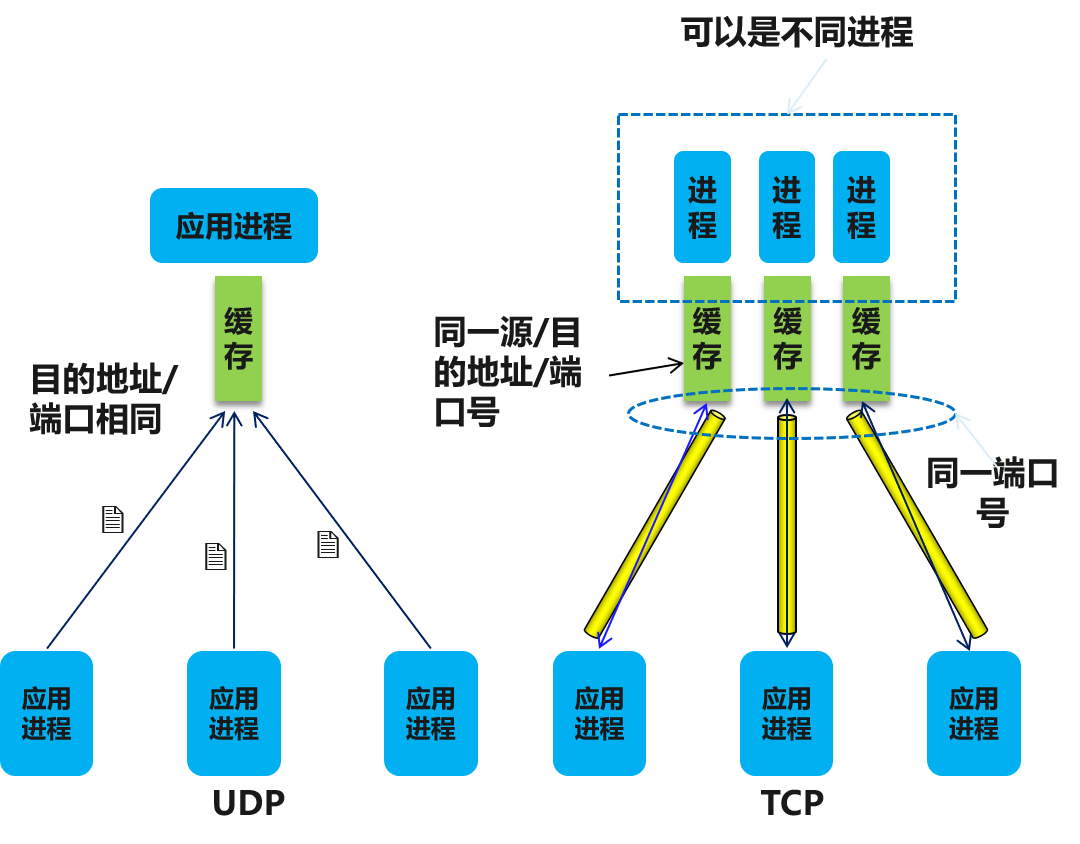 可以是不同进程
应用进程
缓
存
目的地址/
端口相同
应用
进程
应用
进程
应用
进程
UDP
进
程
进
程
进
程
缓
存
缓
存
缓
存
同一源/目
的地址/端
口号
同一端口
号
应用
进程
应用
进程
应用
进程
TCP